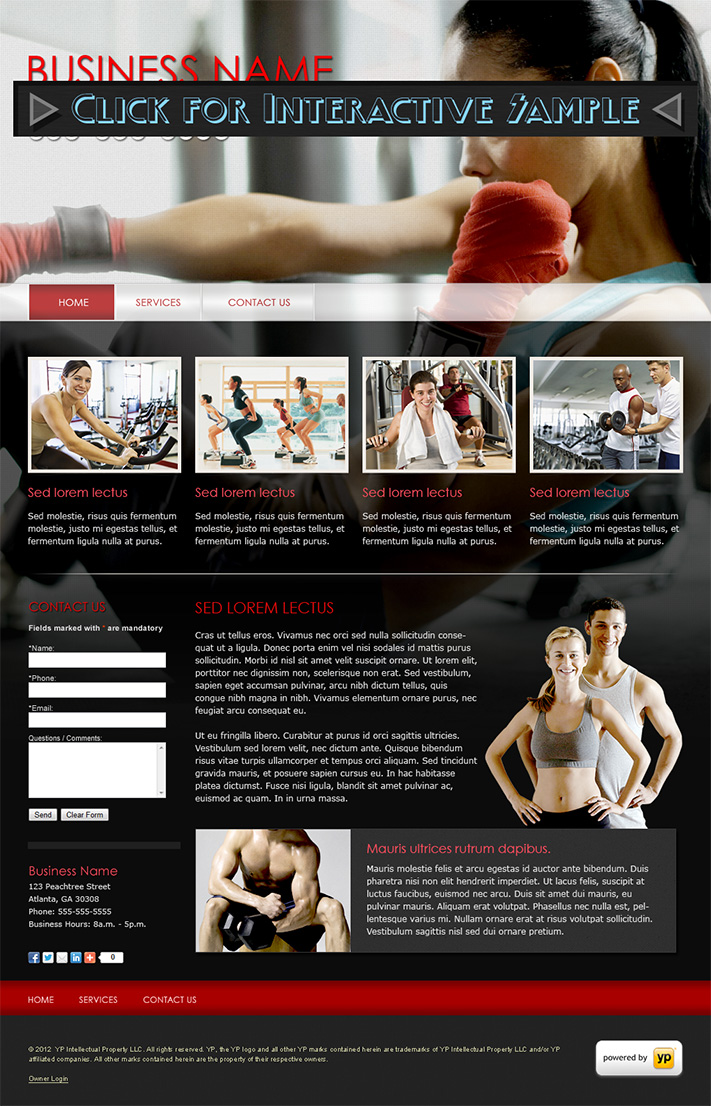 BUSINESS NAME
CLICK FOR INTERACTIVE SAMPLE
HOME SERVICES CONTACT US
Sed lorem lectus
Sed molestie, risus quis fermentum
molestie, justo mi egestas tellus, et
fermentum ligula nulla at purus.
Sed lorem lectus
Sed molestie, risus quis fermentum
molestie, justo mi egestas tellus, et
fermentum ligula nulla at purus.
Sed lorem lectus
Sed molestie, risus quis fermentum
molestie, justo mi egestas tellus, et
fermentum ligula nulla at purus.
Sed lorem lectus
Sed molestie, risus quis fermentum
molestie, justo mi egestas tellus, et
fermentum ligula nulla at purus.
CONTACT US
Fields marked with * are mandatory
*Name:
*Phone:
*Email:
Questions / Comments:
Send Clear Form
Business Name
123 Peachtree Street
Atlanta, GA 30308
Phone: 555-555-5555
Business Hours: 8a.m. - 5p.m.
0
SED LOREM LECTUS
Cras ut tellus eros. Vivamus nec orci sed nulla sollicitudin conse-
quat ut a ligula. Donec porta enim vel nisi sodales id mattis purus
sollicitudin. Morbi id nisl sit amet velit suscipit ornare. Ut lorem elit,
porttitor nec dignissim non, scelerisque non erat. Sed vestibulum,
sapien eget accumsan pulvinar, arcu nibh dictum tellus, quis
congue nibh magna in nibh. Vivamus elementum ornare purus, nec
feugiat arcu consequat eu.
Ut eu fringilla libero. Curabitur at purus id orci sagittis ultricies.
Vestibulum sed lorem velit, nec dictum ante. Quisque bibendum
risus vitae turpis ullamcorper et tempus orci aliquam. Sed tincidunt
gravida mauris, et posuere sapien cursus eu. In hac habitasse
platea dictumst. Fusce nisi ligula, blandit sit amet pulvinar ac,
euismod ac quam. In in urna massa.
Mauris ultrices rutrum dapibus.
Mauris molestie felis et arcu egestas id auctor ante bibendum. Duis
pharetra nisi non elit hendrerit imperdiet. Ut lacus felis, suscipit at
luctus faucibus, euismod nec arcu. Duis sit amet dui mauris, eu
pulvinar mauris. Aliquam erat volutpat. Phasellus nec nulla est, pel-
lentesque varius mi. Nullam ornare erat at risus volutpat sollicitudin.
Vestibulum sagittis nisl sed dui ornare pretium.
HOME SERVICES CONTACT US
© 2012 YP Intellectual Property LLC. All rights reserved. YP, the YP logo and all other YP marks contained herein are trademarks of YP Intellectual Property LLC and/or YP
affiliated companies. All other marks contained herein are the property of their respective owners.
Owner Login
powered by yp